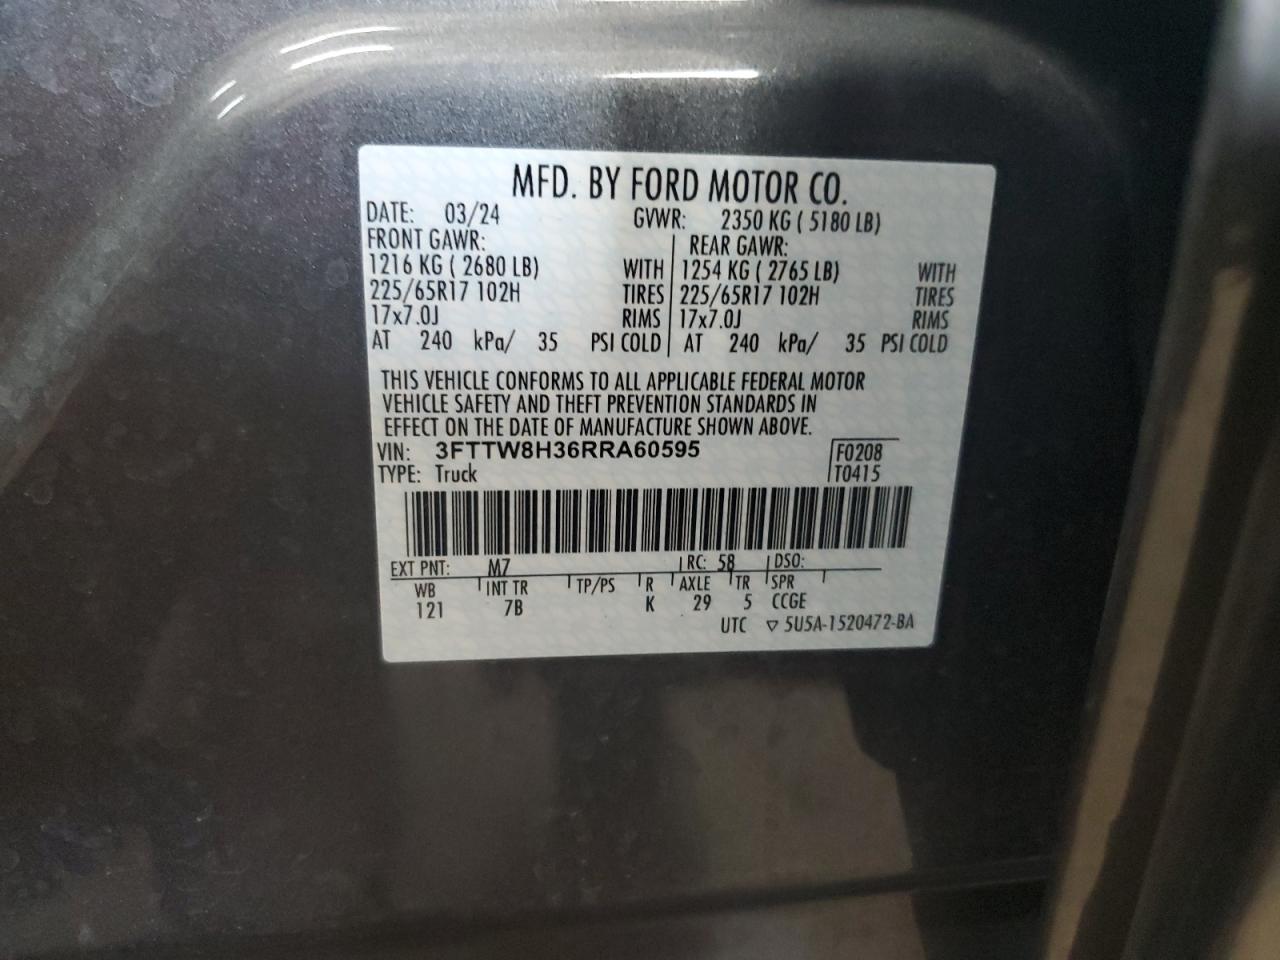 MFD. BY FORD MOTOR CO.
DATE: 03/24 GVWR: 2350 KG ( 5180 LB)
FRONT GAWR: REAR GAWR:
1216 KG ( 2680 LB) WITH 1254 KG ( 2765 LB) WITH
225/65R17 102H TIRES 225/65R17 102H TIRES
17x7.0J RIMS 17x7.0J RIMS
AT 240 kPa/ 35 PSI COLD AT 240 kPa/ 35 PSI COLD
THIS VEHICLE CONFORMS TO ALL APPLICABLE FEDERAL MOTOR
VEHICLE SAFETY AND THEFT PREVENTION STANDARDS IN
EFFECT ON THE DATE OF MANUFACTURE SHOWN ABOVE.
VIN: 3FTTW8H36RRA60595 F0208
TYPE: Truck T0415
EXT PNT: M7 RC: 58 DSO:
WB INT TR TP/PS R AXLE TR SPR
121 7B K 29 5 CCGE
UTC ▽ 5U5A-1520472-BA